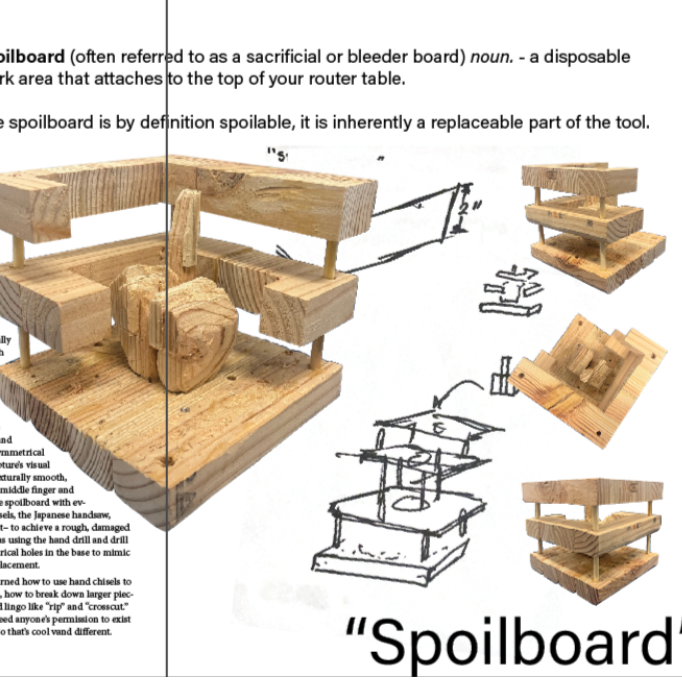 oilboard (often referred to as a sacrificial or bleeder board) noun. - a disposable
rk area that attaches to the top of your router table.
e spoilboard is by definition spoilable, it is inherently a replaceable part of the tool.
"s
"
2"
lly
h
nd
mmetrical
pture's visual
xturally smooth,
middle finger and
e spoilboard with ev-
sels, the Japanese handsaw,
t– to achieve a rough, damaged
s using the hand drill and drill
rical holes in the base to mimic
lacement.
rned how to use hand chisels to
, how to break down larger piec-
d lingo like "rip" and "crosscut."
eed anyone's permission to exist
o that's cool vand different.
“Spoilboard”